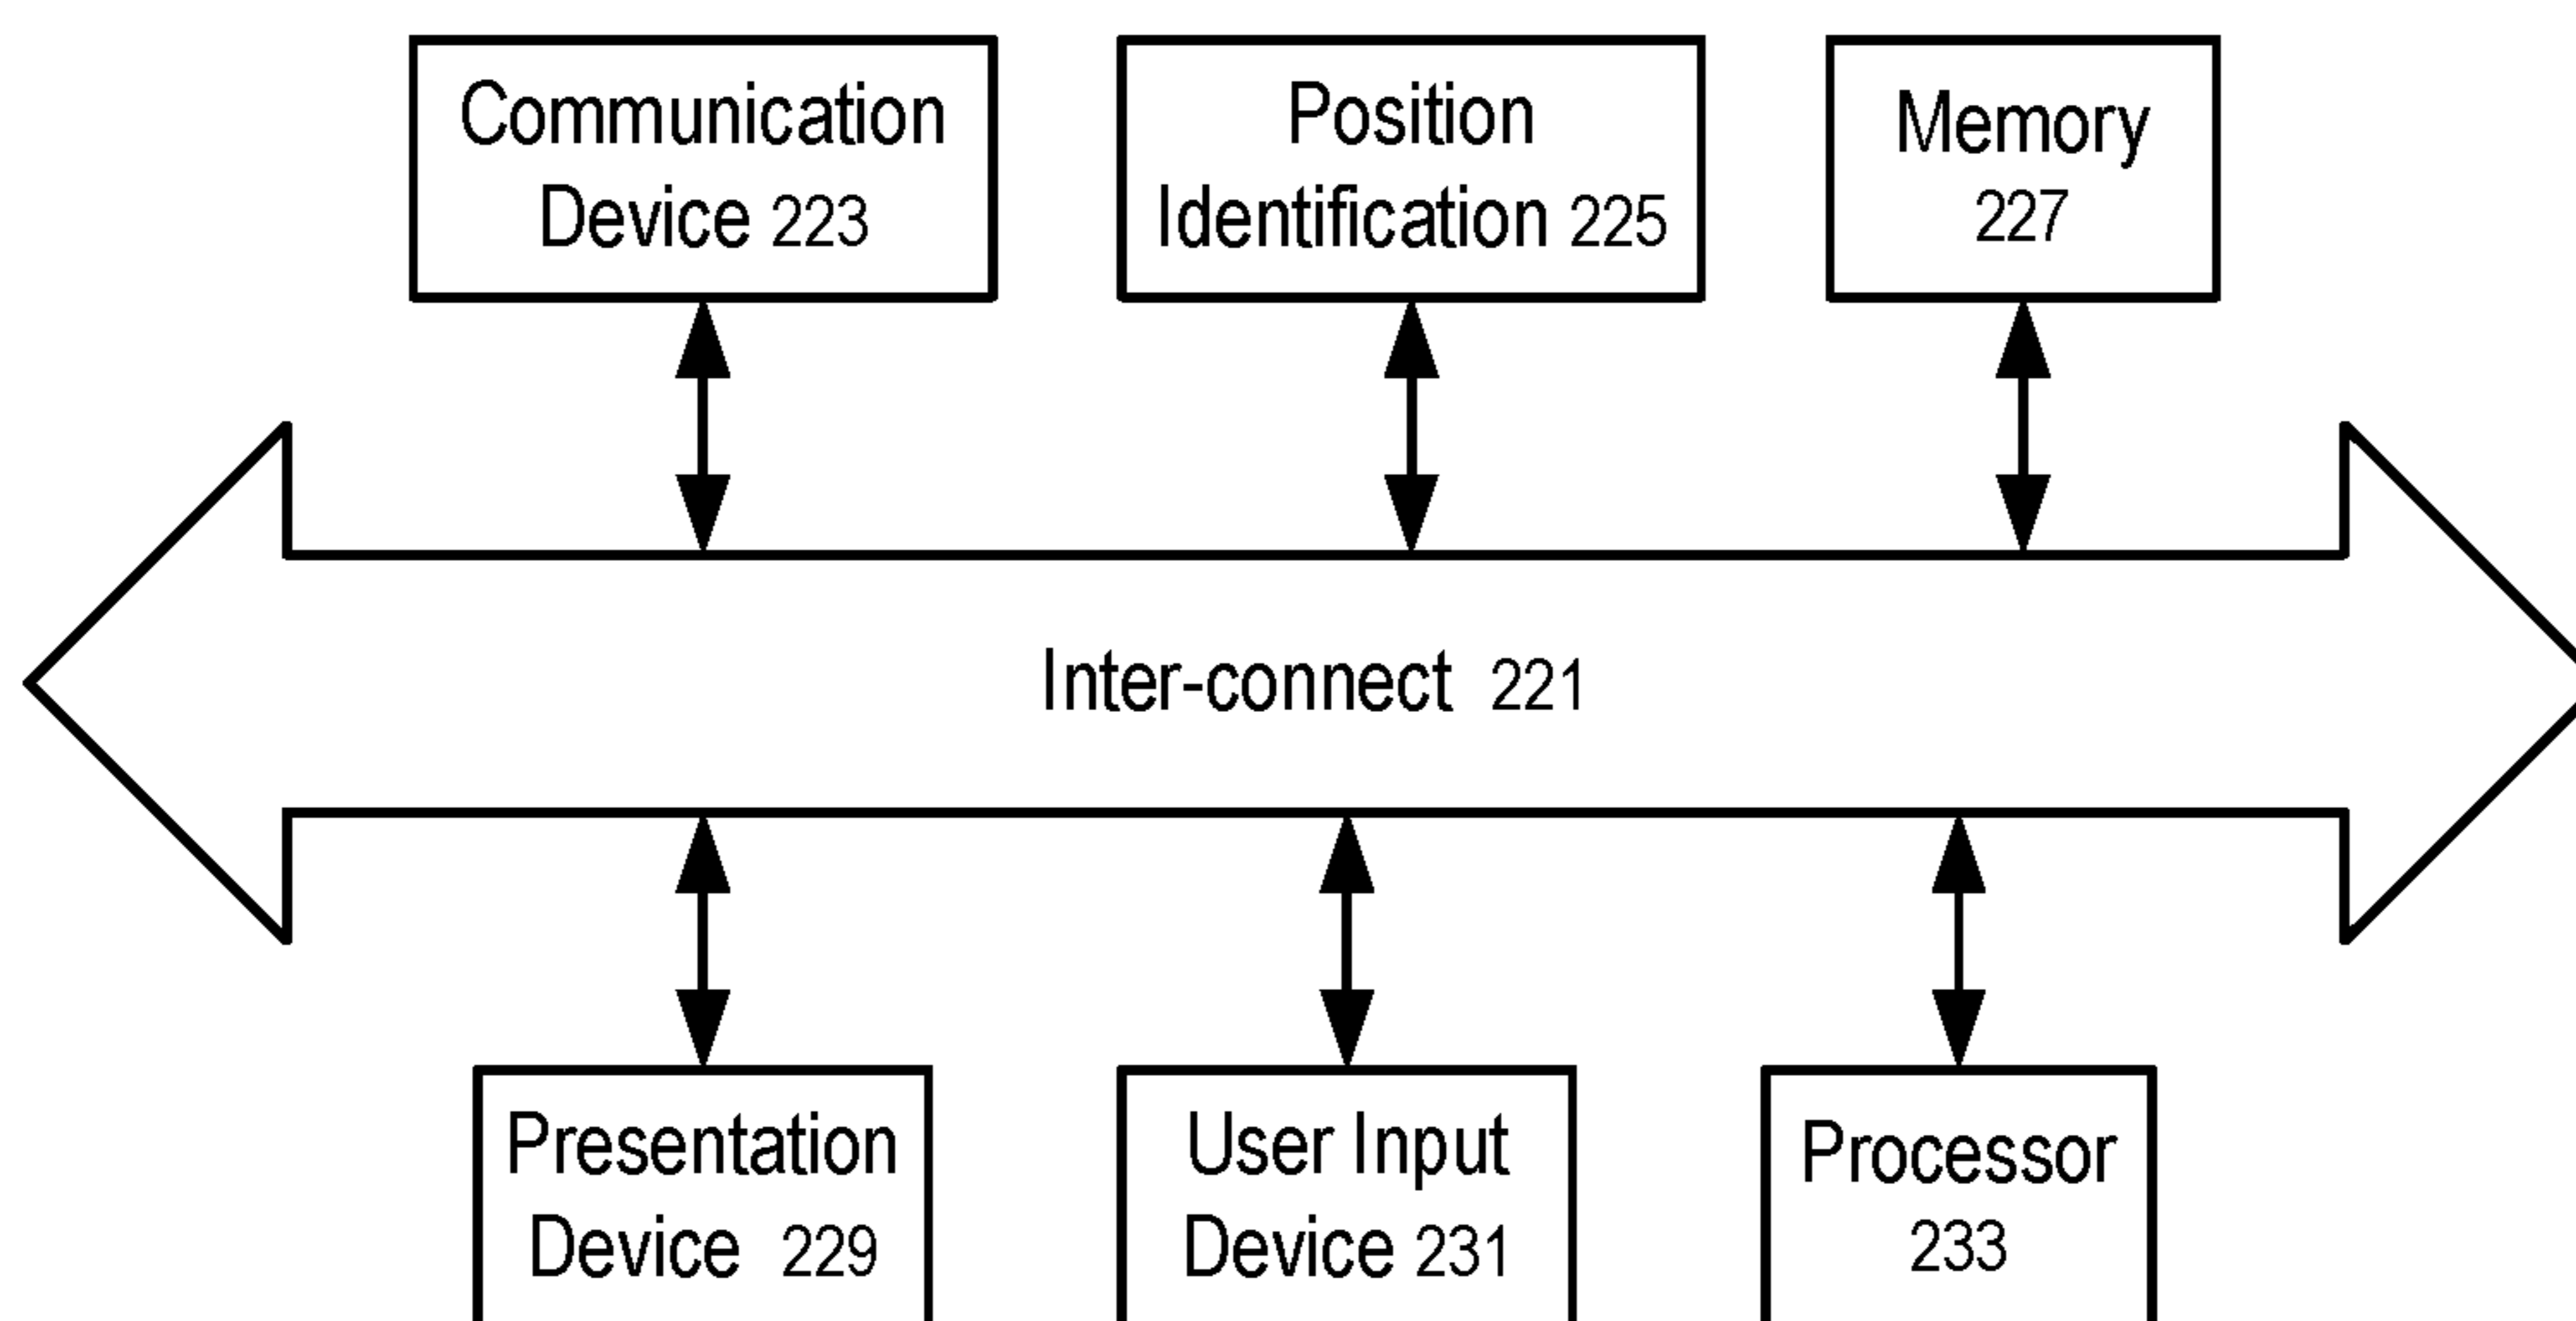 Communication
Device 223
Position
Identification 225
Memory
227
Inter-connect 221
Presentation
Device 229
User Input
Device 231
Processor
233